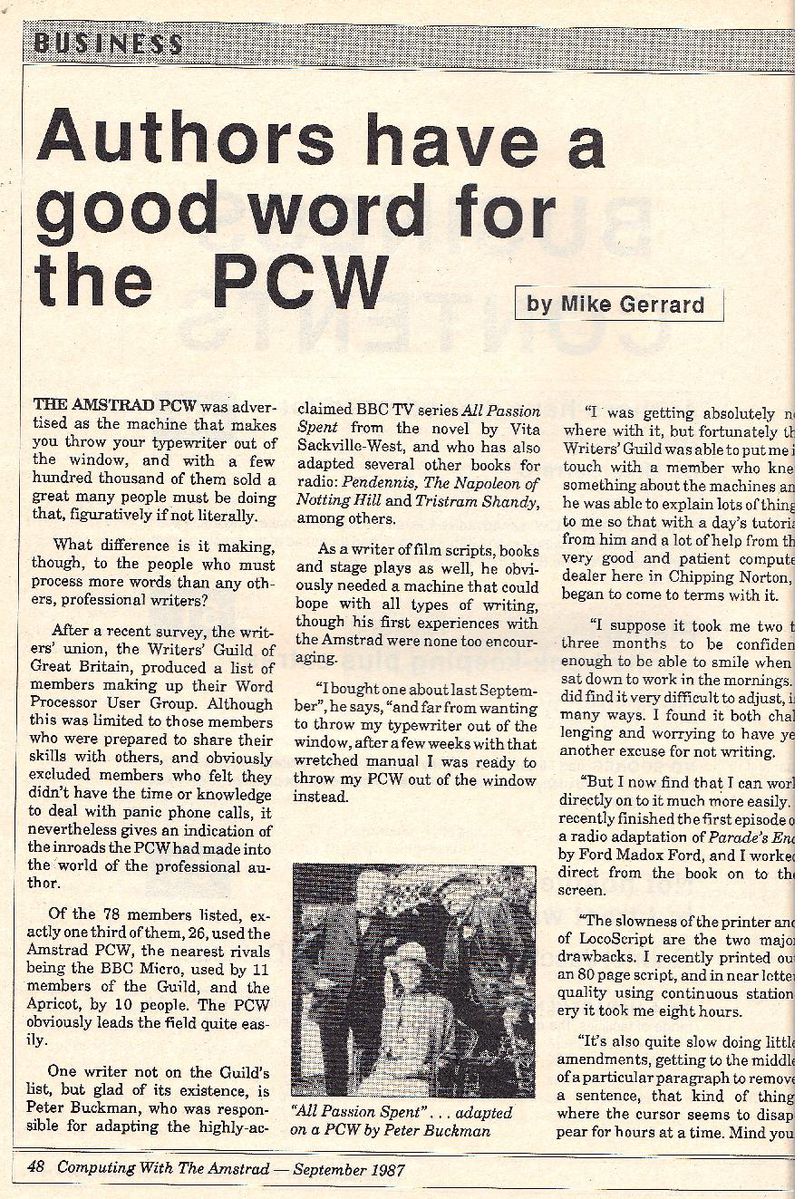 BUSINESS
Authors have a
good word for
the PCW
by Mike Gerrard
THE AMSTRAD PCW was adver-
tised as the machine that makes
you throw your typewriter out of
the window, and with a few
hundred thousand of them sold a
great many people must be doing
that, figuratively if not literally.
What difference is it making,
though, to the people who must
process more words than any oth-
ers, professional writers?
After a recent survey, the writ-
ers' union, the Writers' Guild of
Great Britain, produced a list of
members making up their Word
Processor User Group. Although
this was limited to those members
who were prepared to share their
skills with others, and obviously
excluded members who felt they
didn't have the time or knowledge
to deal with panic phone calls, it
nevertheless gives an indication of
the inroads the PCW had made into
the world of the professional au-
thor.
Of the 78 members listed, ex-
actly one third of them, 26, used the
Amstrad PCW, the nearest rivals
being the BBC Micro, used by 11
members of the Guild, and the
Apricot, by 10 people. The PCW
obviously leads the field quite eas-
ily.
One writer not on the Guild's
list, but glad of its existence, is
Peter Buckman, who was respon-
sible for adapting the highly-ac-
claimed BBC TV series All Passion
Spent from the novel by Vita
Sackville-West, and who has also
adapted several other books for
radio: Pendennis, The Napoleon of
Notting Hill and Tristram Shandy,
among others.
As a writer of film scripts, books
and stage plays as well, he obvi-
ously needed a machine that could
bope with all types of writing,
though his first experiences with
the Amstrad were none too encour-
aging.
"I bought one about last Septem-
ber", he says, "and far from wanting
to throw my typewriter out of the
window, after a few weeks with that
wretched manual I was ready to
throw my PCW out of the window
instead.
"All Passion Spent" . . . adapted
on a PCW by Peter Buckman
"I was getting absolutely n
where with it, but fortunately th
Writers' Guild was able to put me i
touch with a member who kne
something about the machines an
he was able to explain lots of thing
to me so that with a day's tutoria
from him and a lot of help from th
very good and patient compute
dealer here in Chipping Norton,
began to come to terms with it.
"I suppose it took me two t
three months to be confiden
enough to be able to smile when
sat down to work in the mornings.
did find it very difficult to adjust, i
many ways. I found it both chal
lenging and worrying to have ye
another excuse for not writing.
"But I now find that I can worl
directly on to it much more easily.
recently finished the first episode o
a radio adaptation of Parade's End
by Ford Madox Ford, and I worked
direct from the book on to the
screen.
"The slowness of the printer and
of LocoScript are the two major
drawbacks. I recently printed out
an 80 page script, and in near letter
quality using continuous station
ery it took me eight hours.
"It's also quite slow doing little
amendments, getting to the middle
of a particular paragraph to remove
a sentence, that kind of thing
where the cursor seems to disap
pear for hours at a time. Mind you
48 Computing With The Amstrad — September 1987